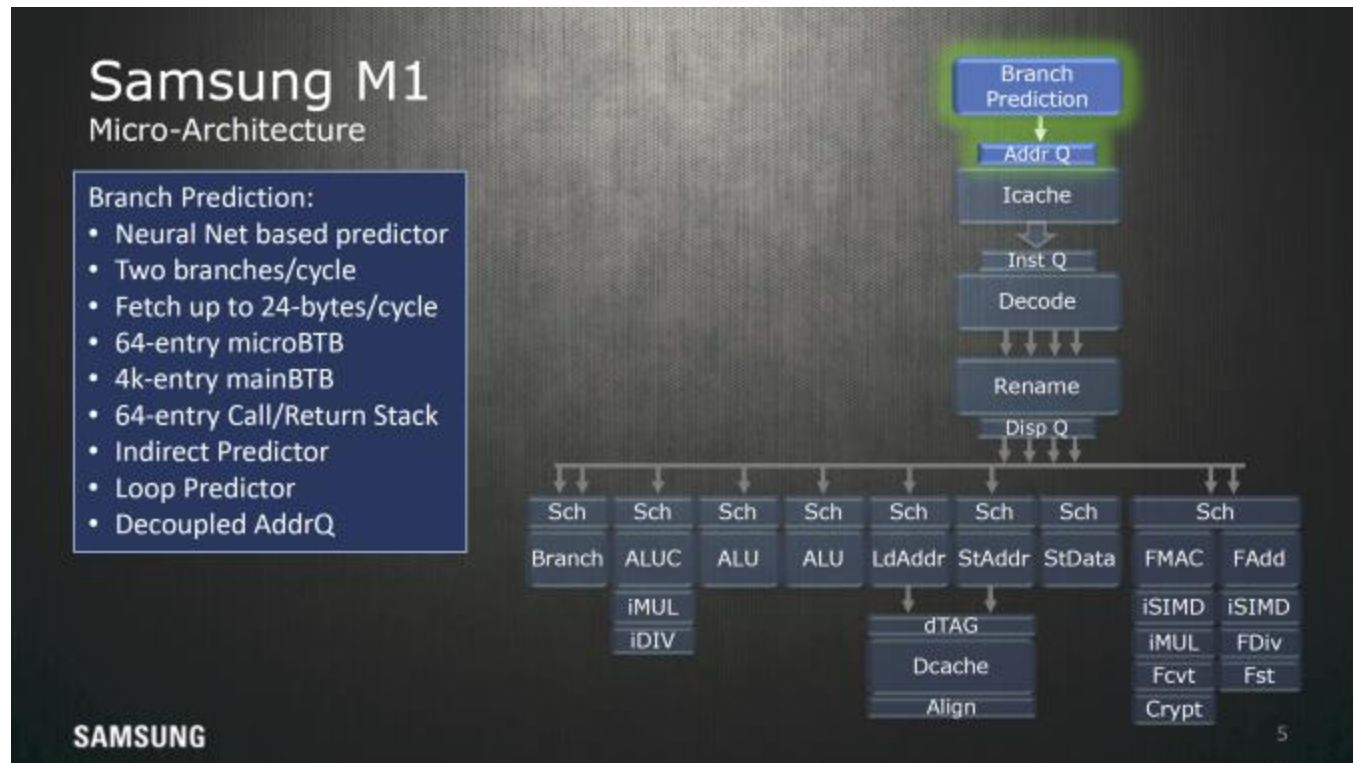 Samsung M1
Micro-Architecture
Branch Prediction:
• Neural Net based predictor
• Two branches/cycle
• Fetch up to 24-bytes/cycle
• 64-entry microBTB
• 4k-entry mainBTB
• 64-entry Call/Return Stack
• Indirect Predictor
• Loop Predictor
• Decoupled AddrQ
Branch
Prediction
Addr Q
Icache
Inst Q
Decode
Rename
Disp Q
Sch Sch Sch Sch Sch Sch Sch Sch
Branch ALUC ALU ALU LdAddr StAddr StData FMAC FAdd
iMUL iSIMD iSIMD
iDIV iMUL FDiv
dTAG
Dcache
Align
Fcvt Fst
Crypt
SAMSUNG
5